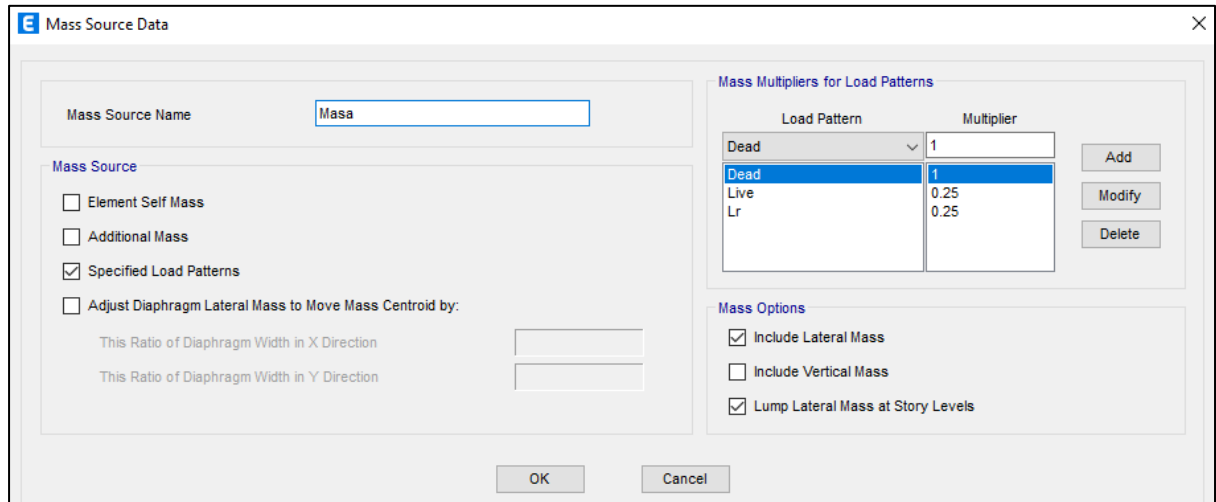 E Mass Source Data
Mass Source Name
Masa
Mass Source
Element Self Mass
Additional Mass
Specified Load Patterns
Adjust Diaphragm Lateral Mass to Move Mass Centroid by:
This Ratio of Diaphragm Width in X Direction
This Ratio of Diaphragm Width in Y Direction
Mass Multipliers for Load Patterns
Load Pattern Multiplier
Dead 1
Dead 1
Live 0.25
Lr 0.25
Add
Modify
Delete
Mass Options
Include Lateral Mass
Include Vertical Mass
Lump Lateral Mass at Story Levels
OK Cancel